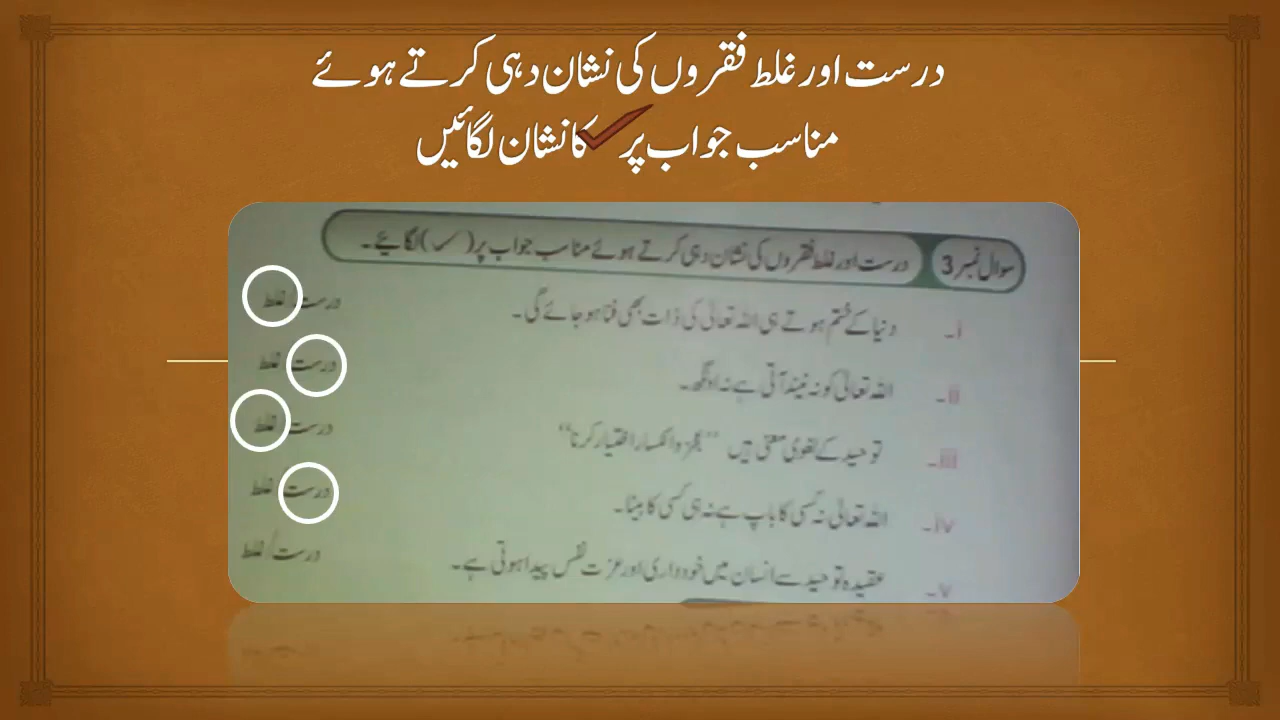 درست اور غلط فقروں کی نشان دہی کرتے ہوئے
مناسب جواب پر ✓ کا نشان لگائیں
سوال نمبر 3 درست اور غلط فقروں کی نشان دہی کرتے ہوئے مناسب جواب پر (✓) لگائیے۔
i۔ دنیا کے ختم ہوتے ہی اللہ تعالیٰ کی ذات بھی فنا ہو جائے گی۔ درست غلط
ii۔ اللہ تعالیٰ کو نہ نیند آتی ہے نہ اونگھ۔ درست غلط
iii۔ توحید کے لغوی معنی ہیں ”عجز و انکسار اختیار کرنا“ درست غلط
iv۔ اللہ تعالیٰ نہ کسی کا باپ ہے نہ ہی کسی کا بیٹا۔ درست غلط
v۔ عقیدہ توحید سے انسان میں خودداری اور عزت نفس پیدا ہوتی ہے۔ درست/غلط